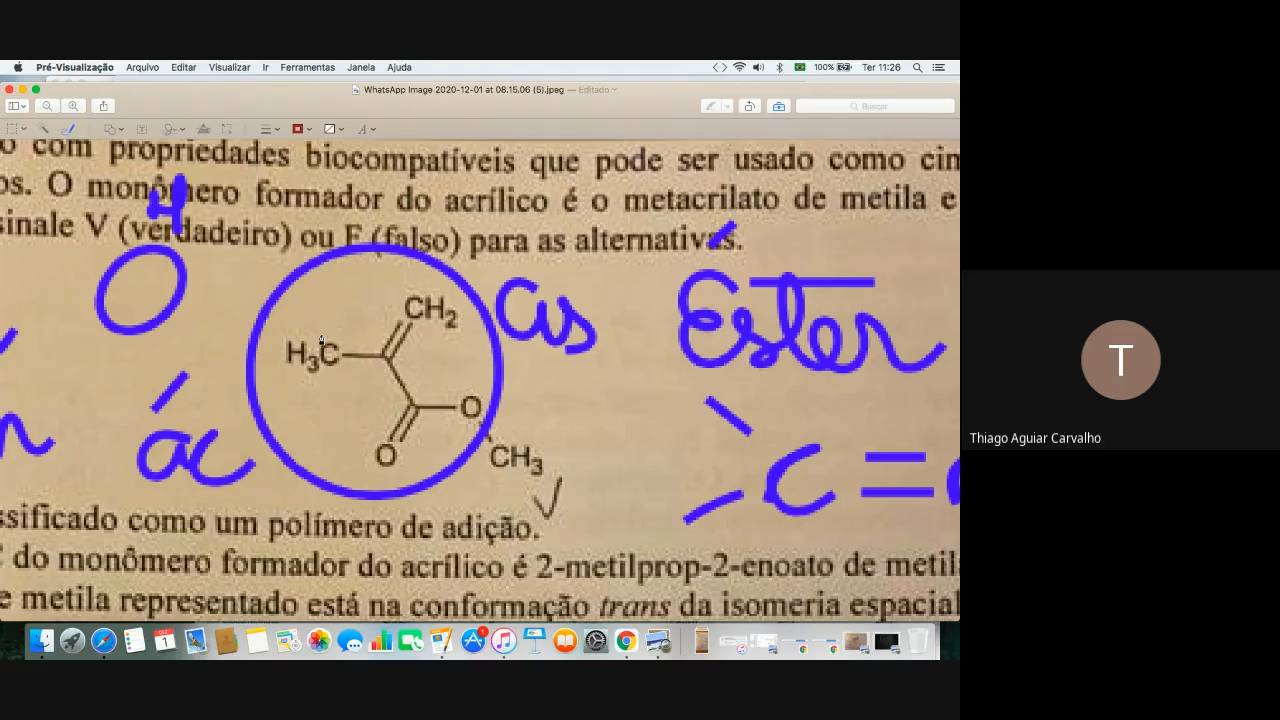 Pré-Visualização Arquivo Editar Visualizar Ir Ferramentas Janela Ajuda 100% Ter 11:26
WhatsApp Image 2020-12-01 at 08.15.06 (5).jpeg — Editado
Buscar
o com propriedades biocompatíveis que pode ser usado como
os. O monômero formador do acrílico é o metacrilato de metila e
sinale V (verdadeiro) ou F (falso) para as alternativas.
CH2
as Éster
H3C
O
ác
O
CH3
C =
ssificado como um polímero de adição. V
do monômero formador do acrílico é 2-metilprop-2-enoato de metil
e metila representado está na conformação trans da isomeria espacial
T
Thiago Aguiar Carvalho